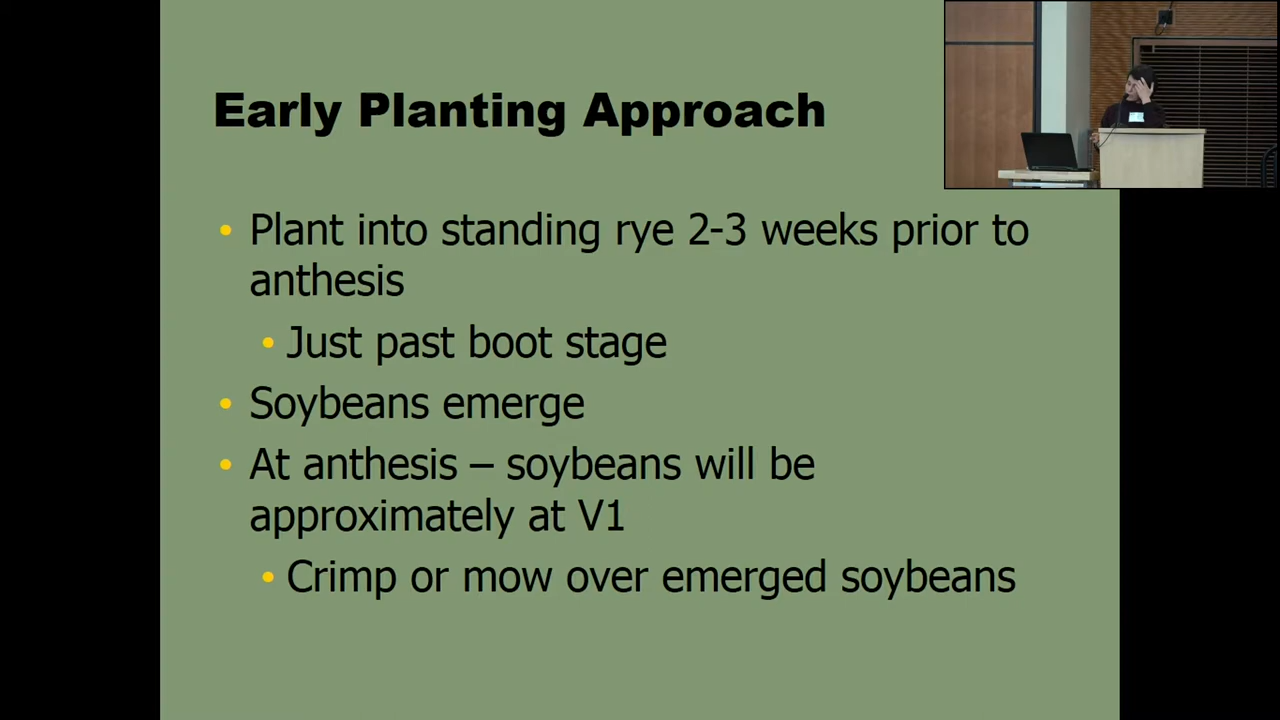 Early Planting Approach
• Plant into standing rye 2-3 weeks prior to
anthesis
• Just past boot stage
• Soybeans emerge
• At anthesis – soybeans will be
approximately at V1
• Crimp or mow over emerged soybeans